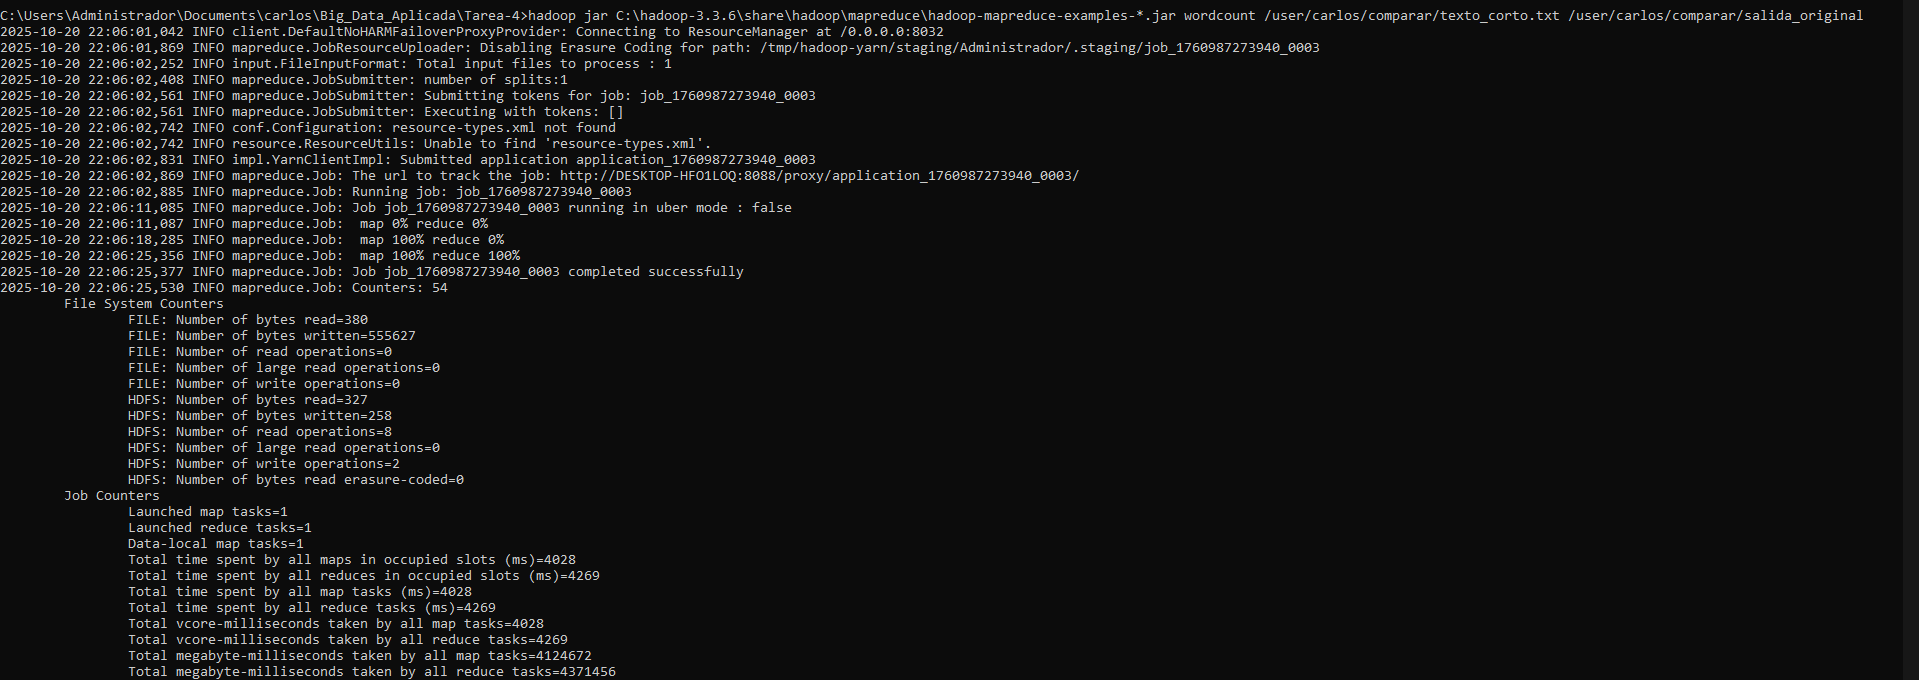 C:\Users\Administrador\Documents\carlos\Big_Data_Aplicada\Tarea-4>hadoop jar C:\hadoop-3.3.6\share\hadoop\mapreduce\hadoop-mapreduce-examples-*.jar wordcount /user/carlos/comparar/texto_corto.txt /user/carlos/comparar/salida_original
2025-10-20 22:06:01,042 INFO client.DefaultNoHARMFailoverProxyProvider: Connecting to ResourceManager at /0.0.0.0:8032
2025-10-20 22:06:01,869 INFO mapreduce.JobResourceUploader: Disabling Erasure Coding for path: /tmp/hadoop-yarn/staging/Administrador/.staging/job_1760987273940_0003
2025-10-20 22:06:02,252 INFO input.FileInputFormat: Total input files to process : 1
2025-10-20 22:06:02,408 INFO mapreduce.JobSubmitter: number of splits:1
2025-10-20 22:06:02,561 INFO mapreduce.JobSubmitter: Submitting tokens for job: job_1760987273940_0003
2025-10-20 22:06:02,561 INFO mapreduce.JobSubmitter: Executing with tokens: []
2025-10-20 22:06:02,742 INFO conf.Configuration: resource-types.xml not found
2025-10-20 22:06:02,742 INFO resource.ResourceUtils: Unable to find 'resource-types.xml'.
2025-10-20 22:06:02,831 INFO impl.YarnClientImpl: Submitted application application_1760987273940_0003
2025-10-20 22:06:02,869 INFO mapreduce.Job: The url to track the job: http://DESKTOP-HFO1LOQ:8088/proxy/application_1760987273940_0003/
2025-10-20 22:06:02,885 INFO mapreduce.Job: Running job: job_1760987273940_0003
2025-10-20 22:06:11,085 INFO mapreduce.Job: Job job_1760987273940_0003 running in uber mode : false
2025-10-20 22:06:11,087 INFO mapreduce.Job:  map 0% reduce 0%
2025-10-20 22:06:18,285 INFO mapreduce.Job:  map 100% reduce 0%
2025-10-20 22:06:25,356 INFO mapreduce.Job:  map 100% reduce 100%
2025-10-20 22:06:25,377 INFO mapreduce.Job: Job job_1760987273940_0003 completed successfully
2025-10-20 22:06:25,530 INFO mapreduce.Job: Counters: 54
File System Counters
FILE: Number of bytes read=380
FILE: Number of bytes written=555627
FILE: Number of read operations=0
FILE: Number of large read operations=0
FILE: Number of write operations=0
HDFS: Number of bytes read=327
HDFS: Number of bytes written=258
HDFS: Number of read operations=8
HDFS: Number of large read operations=0
HDFS: Number of write operations=2
HDFS: Number of bytes read erasure-coded=0
Job Counters
Launched map tasks=1
Launched reduce tasks=1
Data-local map tasks=1
Total time spent by all maps in occupied slots (ms)=4028
Total time spent by all reduces in occupied slots (ms)=4269
Total time spent by all map tasks (ms)=4028
Total time spent by all reduce tasks (ms)=4269
Total vcore-milliseconds taken by all map tasks=4028
Total vcore-milliseconds taken by all reduce tasks=4269
Total megabyte-milliseconds taken by all map tasks=4124672
Total megabyte-milliseconds taken by all reduce tasks=4371456